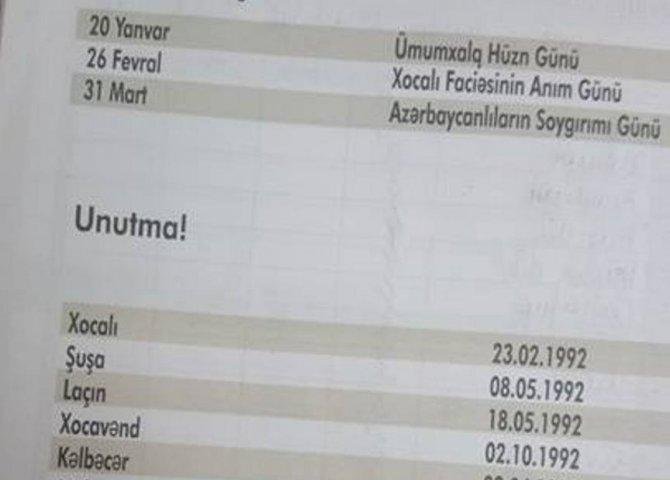 20 Yanvar Ümumxalq Hüzn Günü
26 Fevral Xocalı Faciəsinin Anım Günü
31 Mart Azərbaycanlıların Soyqırımı Günü
Unutma!
Xocalı 23.02.1992
Şuşa 08.05.1992
Laçın 18.05.1992
Xocavənd 02.10.1992
Kəlbəcər